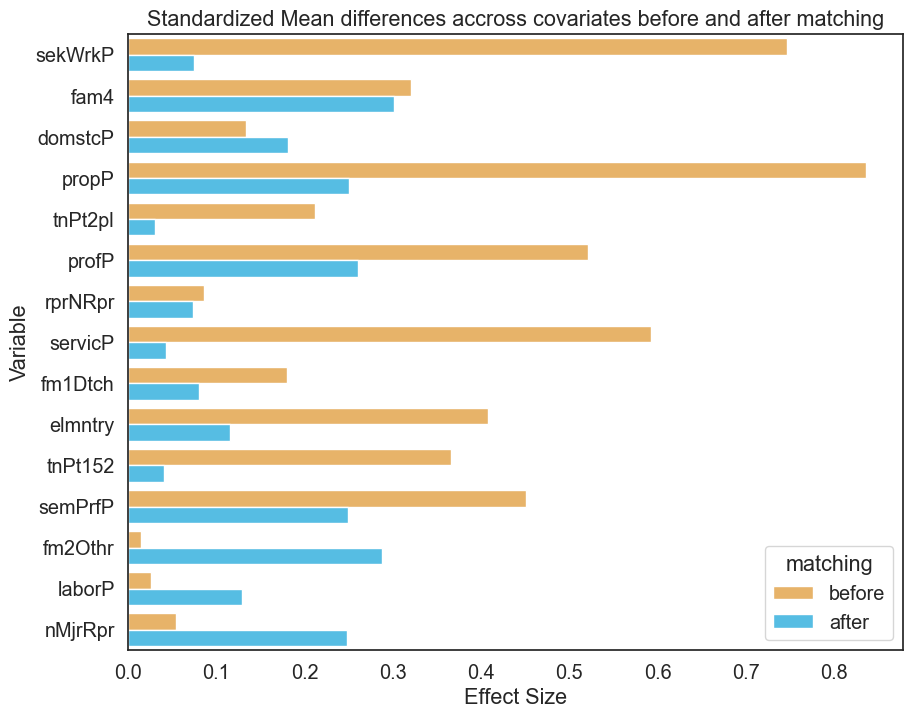 Standardized Mean differences accross covariates before and after matching
Variable
sekWrkP
fam4
domstcP
propP
tnPt2pl
profP
rprNRpr
servicP
fm1Dtch
elmntry
tnPt152
semPrfP
fm2Othr
laborP
nMjrRpr
matching
before
after
0.0 0.1 0.2 0.3 0.4 0.5 0.6 0.7 0.8
Effect Size